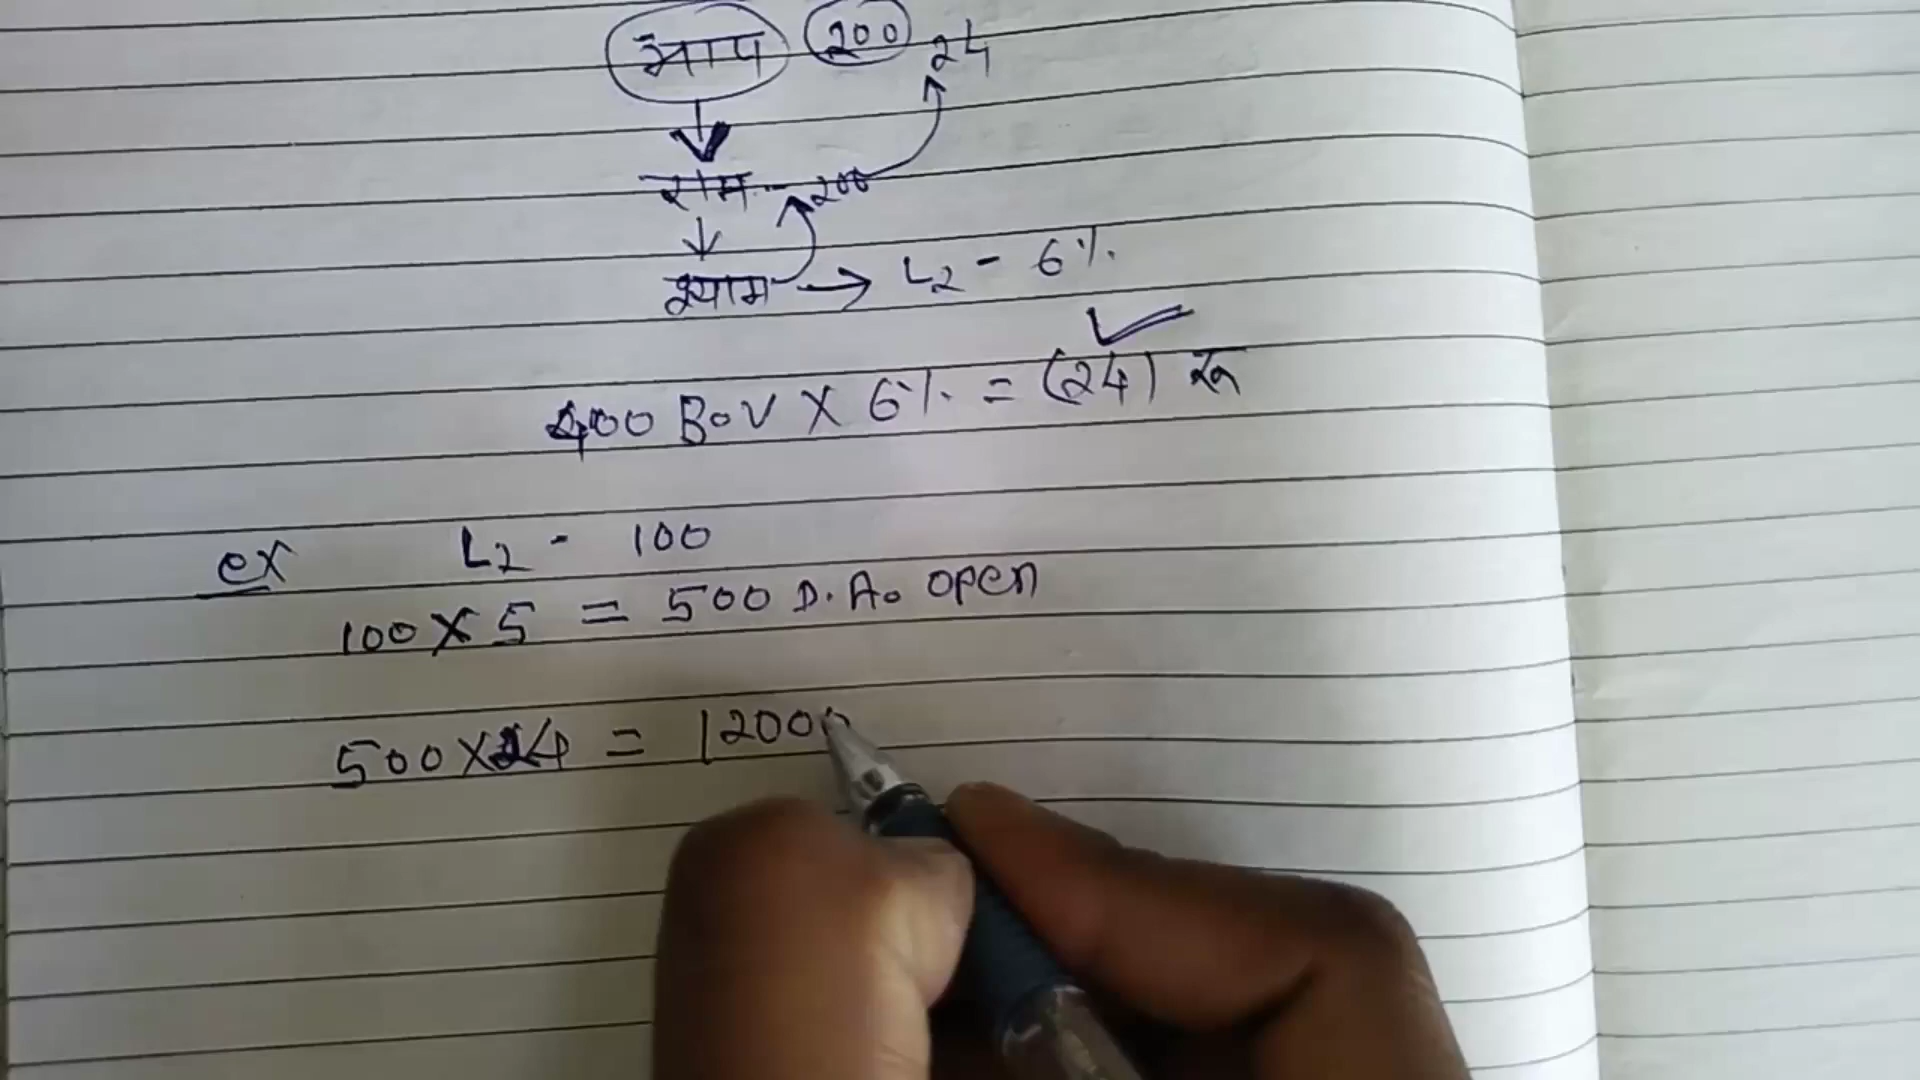 आप 200 24
राम - 200
श्याम → L2 - 6%
400 BOV X 6% = (24) रू
ex L2 - 100
100 X 5 = 500 D.A. open
500 X 24 = 12000